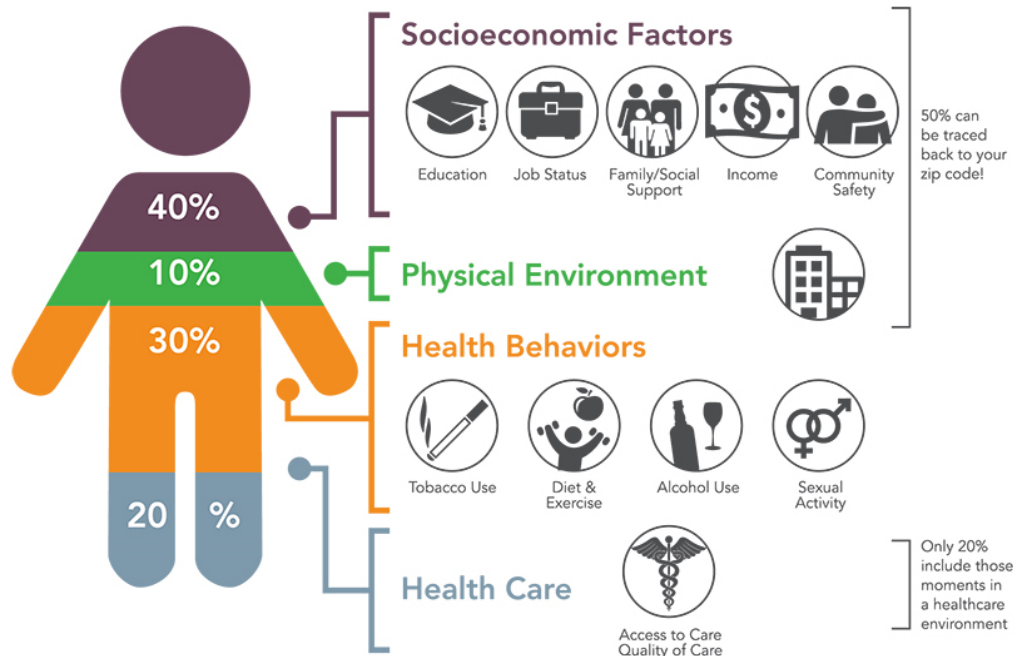 Socioeconomic Factors
Education
Job Status
Family/Social
Support
Income
Community
Safety
50% can
be traced
back to your
zip code!
40%
10%
Physical Environment
30%
Health Behaviors
Tobacco Use
Diet &
Exercise
Alcohol Use
Sexual
Activity
20 %
Health Care
Access to Care
Quality of Care
Only 20%
include those
moments in
a healthcare
environment